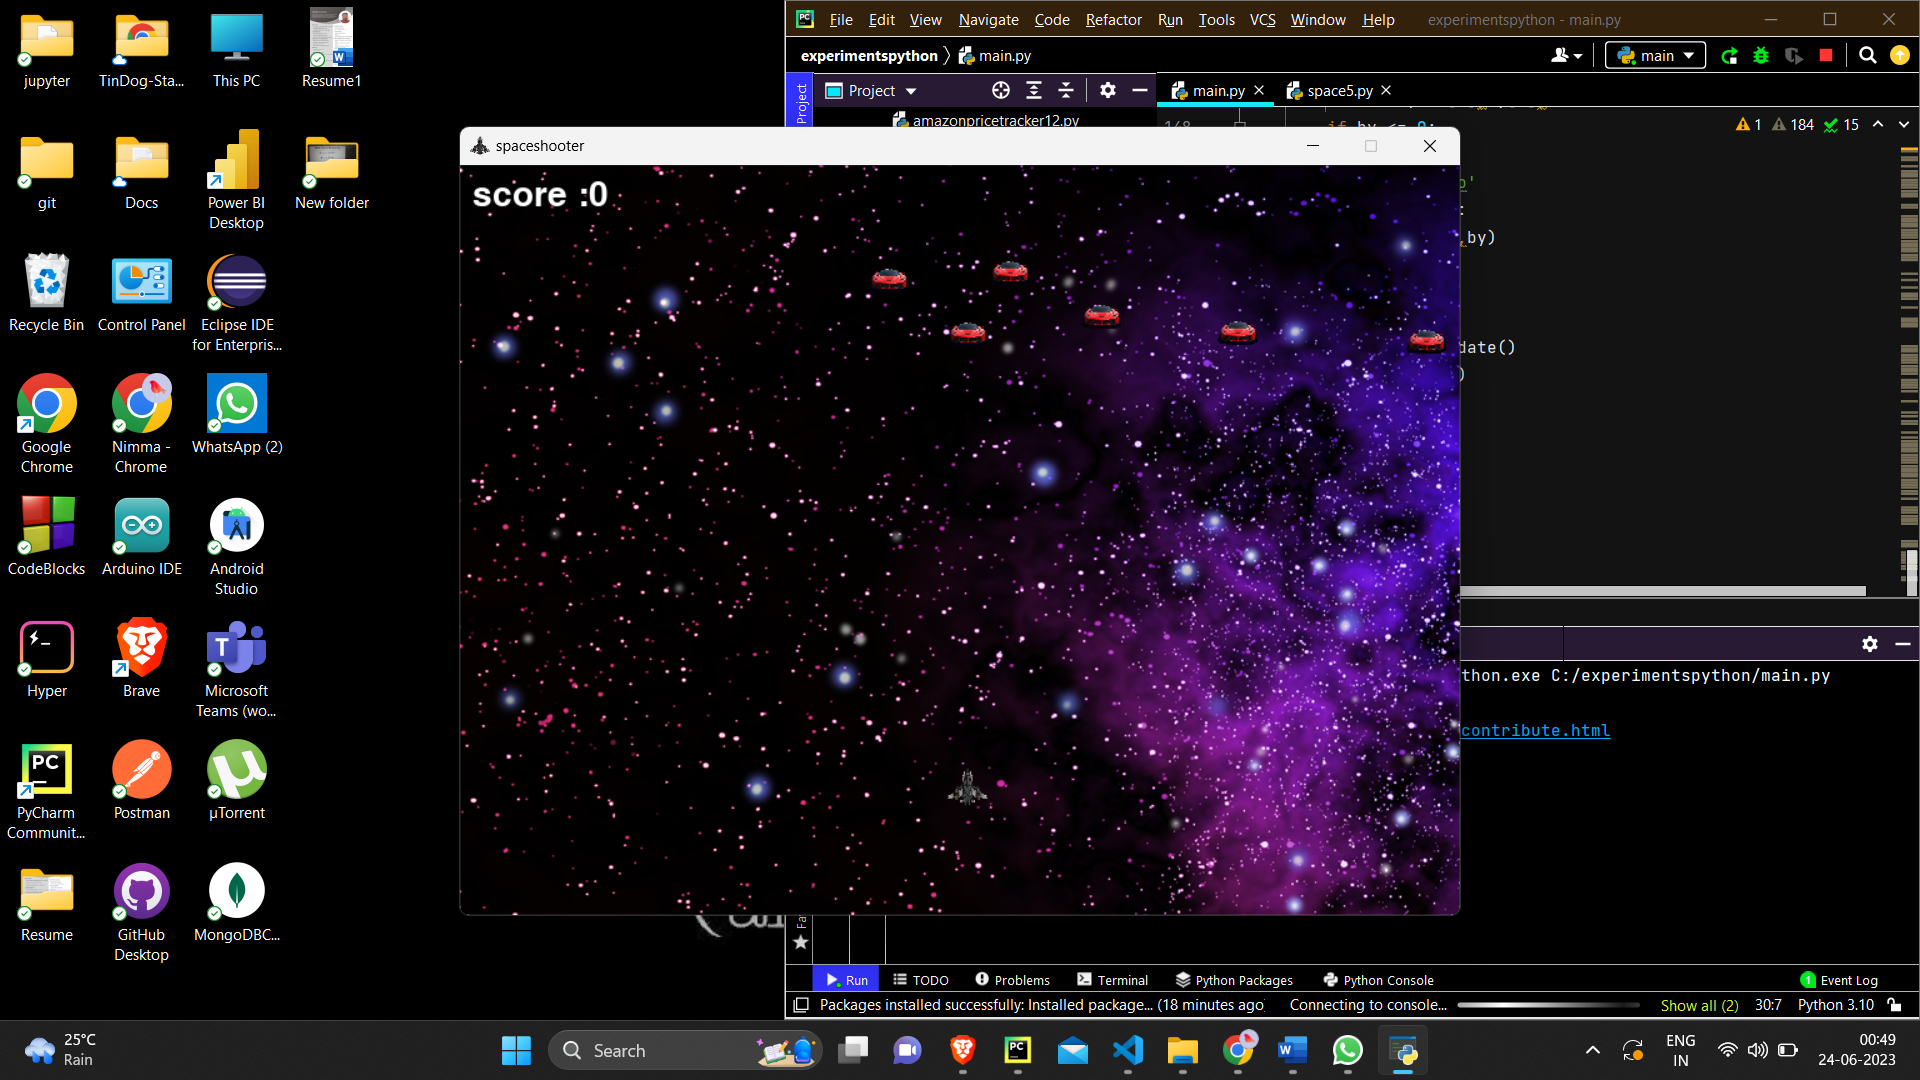 jupyter
TinDog-Sta...
This PC
Resume1
git
Docs
Power BI
Desktop
New folder
Recycle Bin
Control Panel
Eclipse IDE
for Enterpris...
Google
Chrome
Nimma -
Chrome
WhatsApp (2)
CodeBlocks
Arduino IDE
Android
Studio
Hyper
Brave
Microsoft
Teams (wo...
PyCharm
Communit...
Postman
µTorrent
Resume
GitHub
Desktop
MongoDBC...
File Edit View Navigate Code Refactor Run Tools VCS Window Help experimentspython - main.py
experimentspython main.py
main
Project
Project
main.py
space5.py
amazonpricetracker12.py
148
if by <= 0:
1 184 15
spaceshooter
score :0
by)
date()
)
thon.exe C:/experimentspython/main.py
contribute.html
Run TODO Problems Terminal Python Packages Python Console 1 Event Log
Packages installed successfully: Installed package... (18 minutes ago) Connecting to console... Show all (2) 30:7 Python 3.10
25°C
Rain
Search
ENG
IN
00:49
24-06-2023